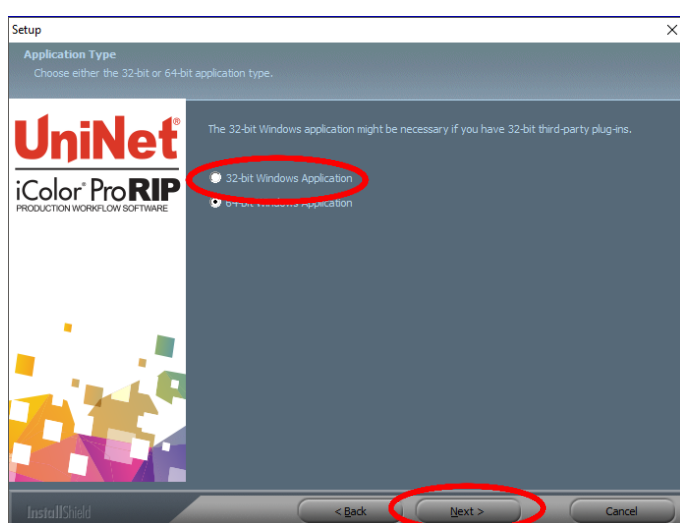 Setup
Application Type
Choose either the 32-bit or 64-bit application type.
UniNet®
iColor® ProRIP
PRODUCTION WORKFLOW SOFTWARE
The 32-bit Windows application might be necessary if you have 32-bit third-party plug-ins.
32-bit Windows Application
64-bit Windows Application
InstallShield
< Back
Next >
Cancel